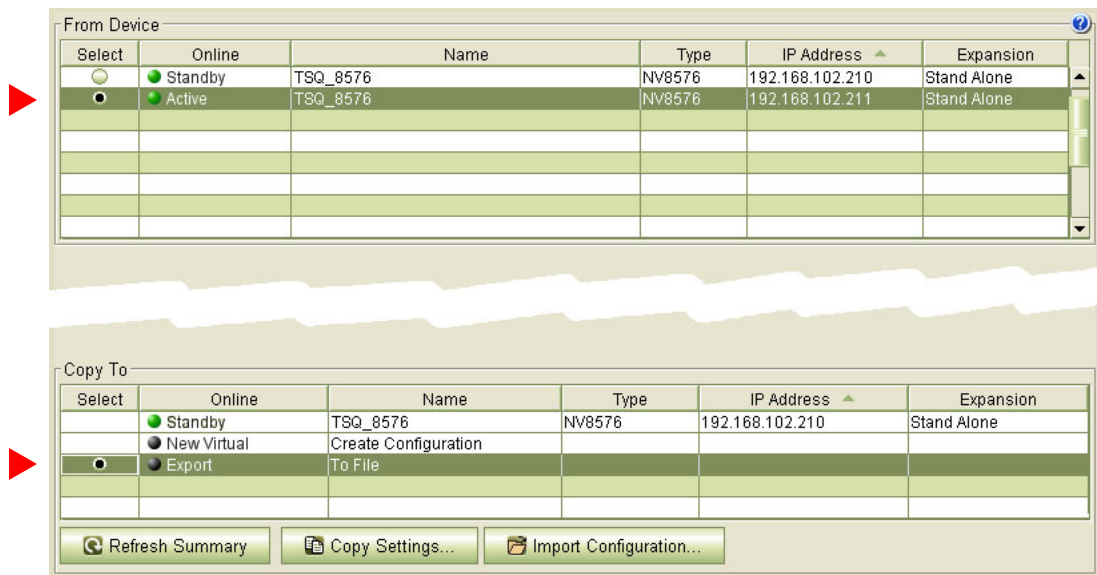 From Device
?
Select Online Name Type IP Address Expansion
Standby TSQ_8576 NV8576 192.168.102.210 Stand Alone
Active TSQ_8576 NV8576 192.168.102.211 Stand Alone
Copy To
Select Online Name Type IP Address Expansion
Standby TSQ_8576 NV8576 192.168.102.210 Stand Alone
New Virtual Create Configuration
Export To File
Refresh Summary Copy Settings... Import Configuration...